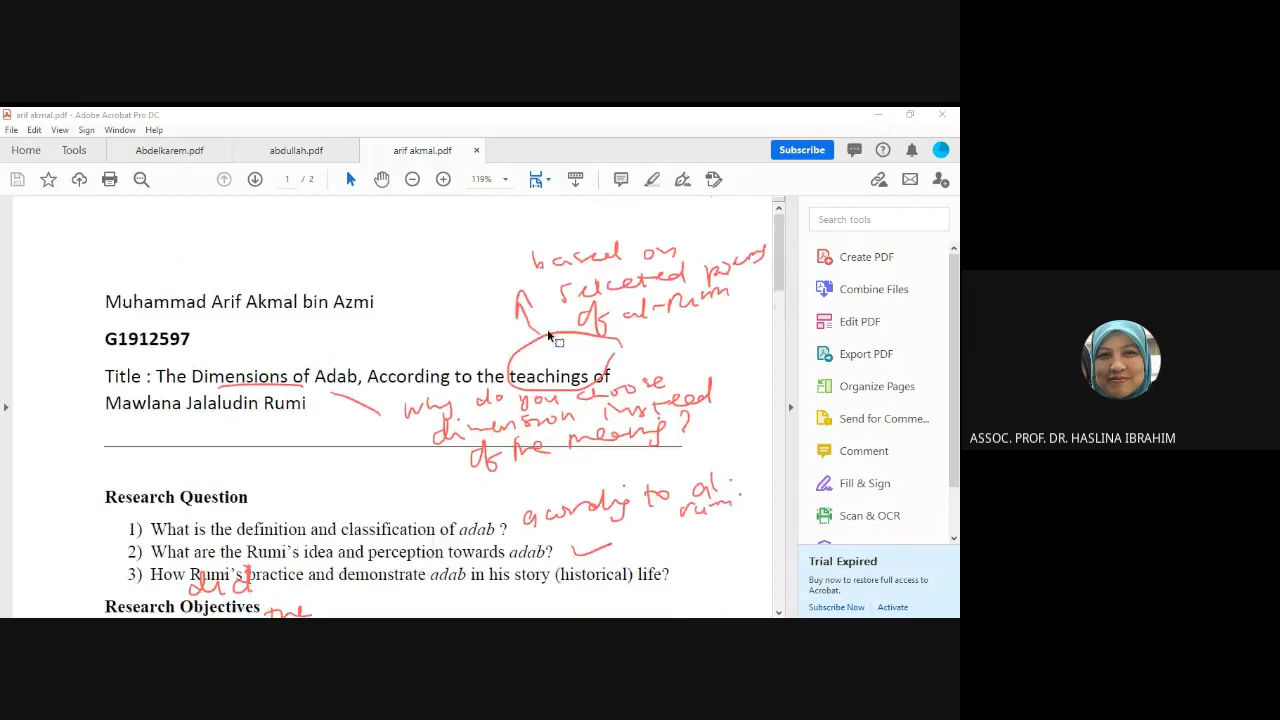 arif akmal.pdf - Adobe Acrobat Pro DC
File Edit View Sign Window Help
Home Tools Abdelkarem.pdf abdullah.pdf arif akmal.pdf × Subscribe
1 / 2 119%
based on
selected
of al-Rumi
Muhammad Arif Akmal bin Azmi
G1912597
Title : The Dimensions of Adab, According to the teachings of
Mawlana Jalaludin Rumi
why do you choose
dimension instead
of the meaning?
Research Question
acordig to al-
rumi.
1) What is the definition and classification of adab ?
2) What are the Rumi's idea and perception towards adab?
3) How Rumi's practice and demonstrate adab in his story (historical) life?
did
Research Objectives
the
Search tools
Create PDF
Combine Files
Edit PDF
Export PDF
Organize Pages
Send for Comme...
Comment
Fill & Sign
Scan & OCR
Trial Expired
Buy now to restore full access to
Acrobat.
Subscribe Now Activate
ASSOC. PROF. DR. HASLINA IBRAHIM